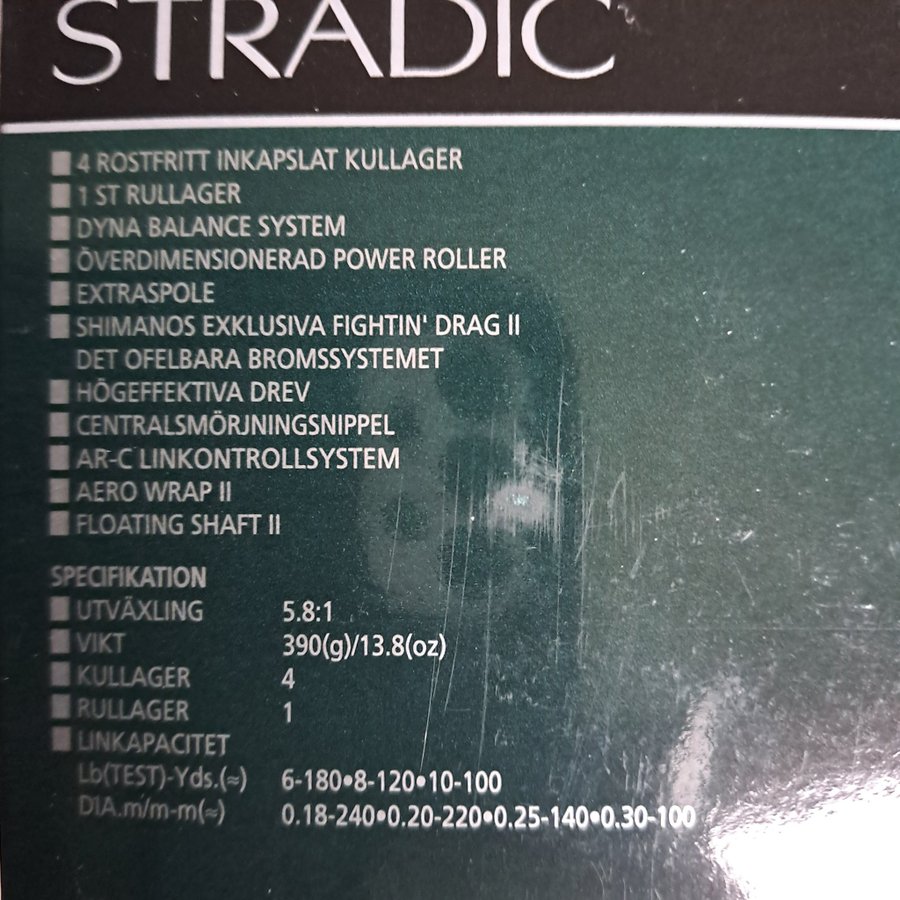 STRADIC
4 ROSTFRITT INKAPSLAT KULLAGER
1 ST RULLAGER
DYNA BALANCE SYSTEM
ÖVERDIMENSIONERAD POWER ROLLER
EXTRASPOLE
SHIMANOS EXKLUSIVA FIGHTIN' DRAG II
DET OFELBARA BROMSSYSTEMET
HÖGEFFEKTIVA DREV
CENTRALSMÖRJNINGSNIPPEL
AR-C LINKONTROLLSYSTEM
AERO WRAP II
FLOATING SHAFT II
SPECIFIKATION
UTVÄXLING 5.8:1
VIKT 390(g)/13.8(oz)
KULLAGER 4
RULLAGER 1
LINKAPACITET
Lb(TEST)-Yds.(≈) 6-180•8-120•10-100
DIA.m/m-m(≈) 0.18-240•0.20-220•0.25-140•0.30-100